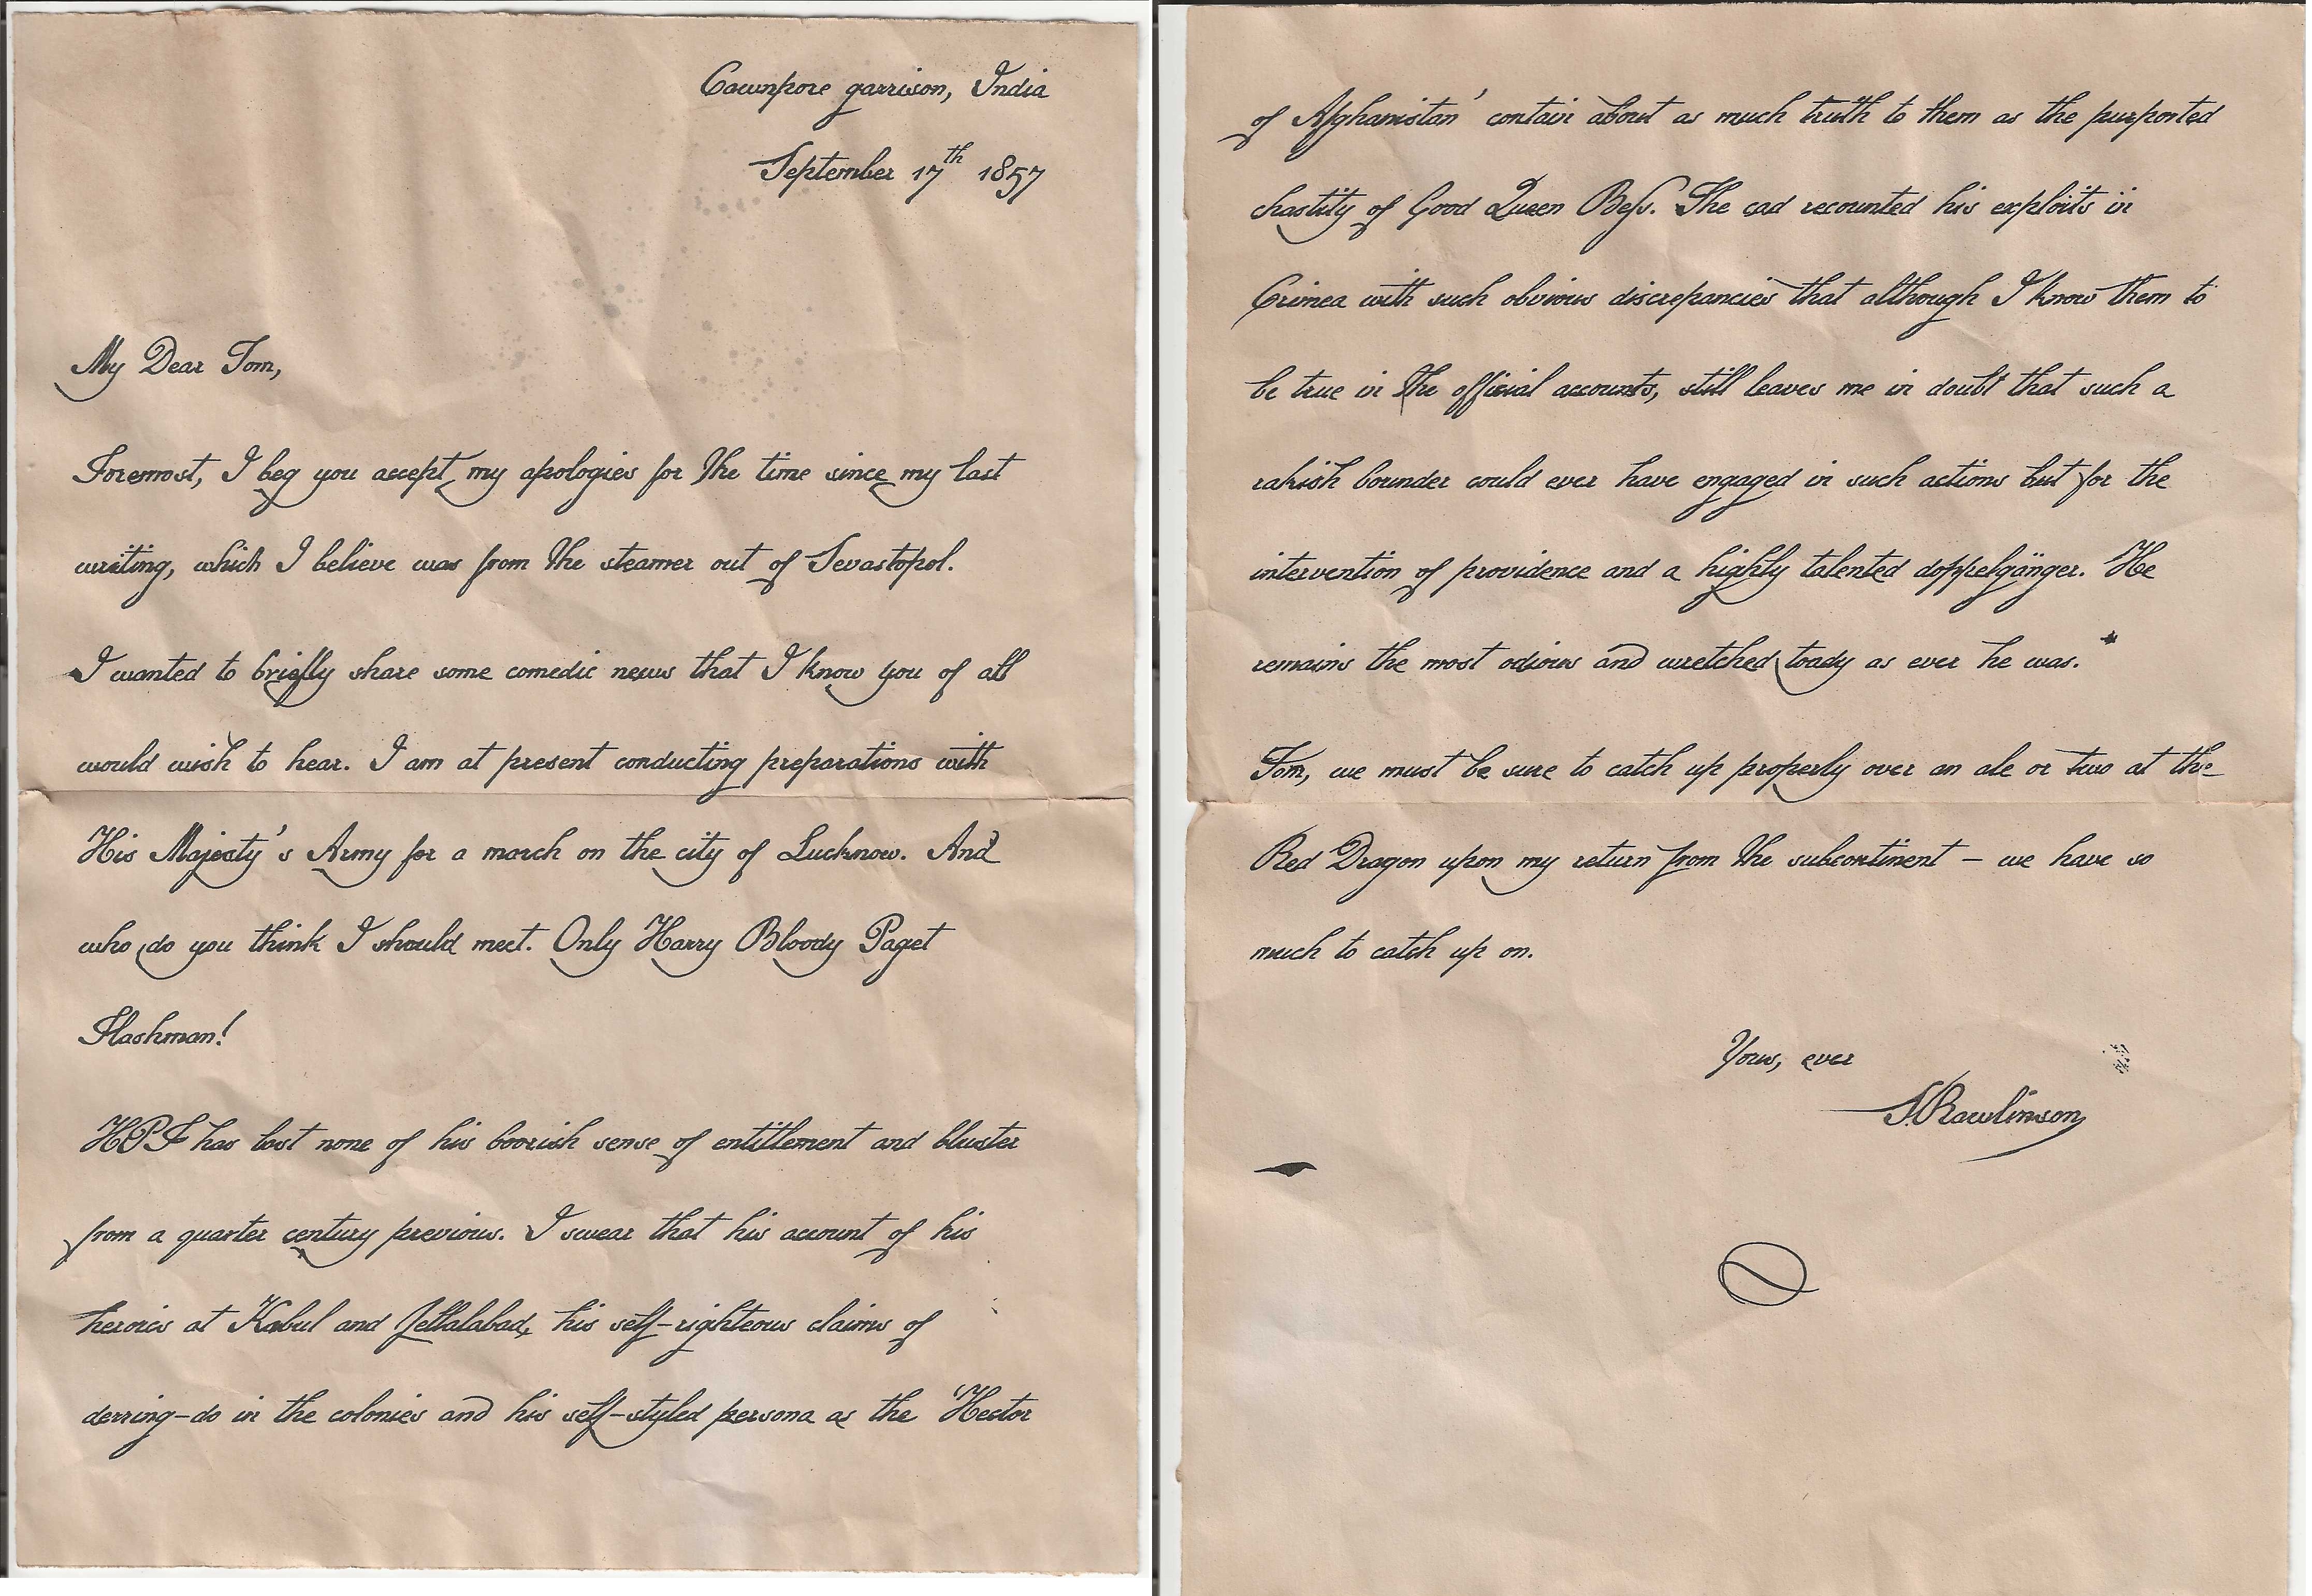 Cawnpore garrison, India
September 17th 1857
My Dear Tom,
Foremost, I beg you accept my apologies for the time since my last
writing, which I believe was from the steamer out of Sevastopol.
I wanted to briefly share some comedic news that I know you of all
would wish to hear. I am at present conducting preparations with
His Majesty's Army for a march on the city of Lucknow. And
who do you think I should meet. Only Harry Bloody Paget
Flashman!
HPF has lost none of his boorish sense of entitlement and bluster
from a quarter century previous. I swear that his account of his
heroics at Kabul and Jellalabad, his self-righteous claims of
derring-do in the colonies and his self-styled persona as the 'Hector
of Afghanistan' contain about as much truth to them as the purported
chastity of Good Queen Beſs. The cad recounted his exploits in
Crimea with such obvious discrepancies that although I know them to
be true in the official accounts, still leaves me in doubt that such a
rakish bounder could ever have engaged in such actions but for the
intervention of providence and a highly talented doppelgänger. He
remains the most odious and wretched toady as ever he was.
Tom, we must be sure to catch up properly over an ale or two at the
Red Dragon upon my return from the subcontinent – we have so
much to catch up on.
Yours, ever
S. Rawlinson